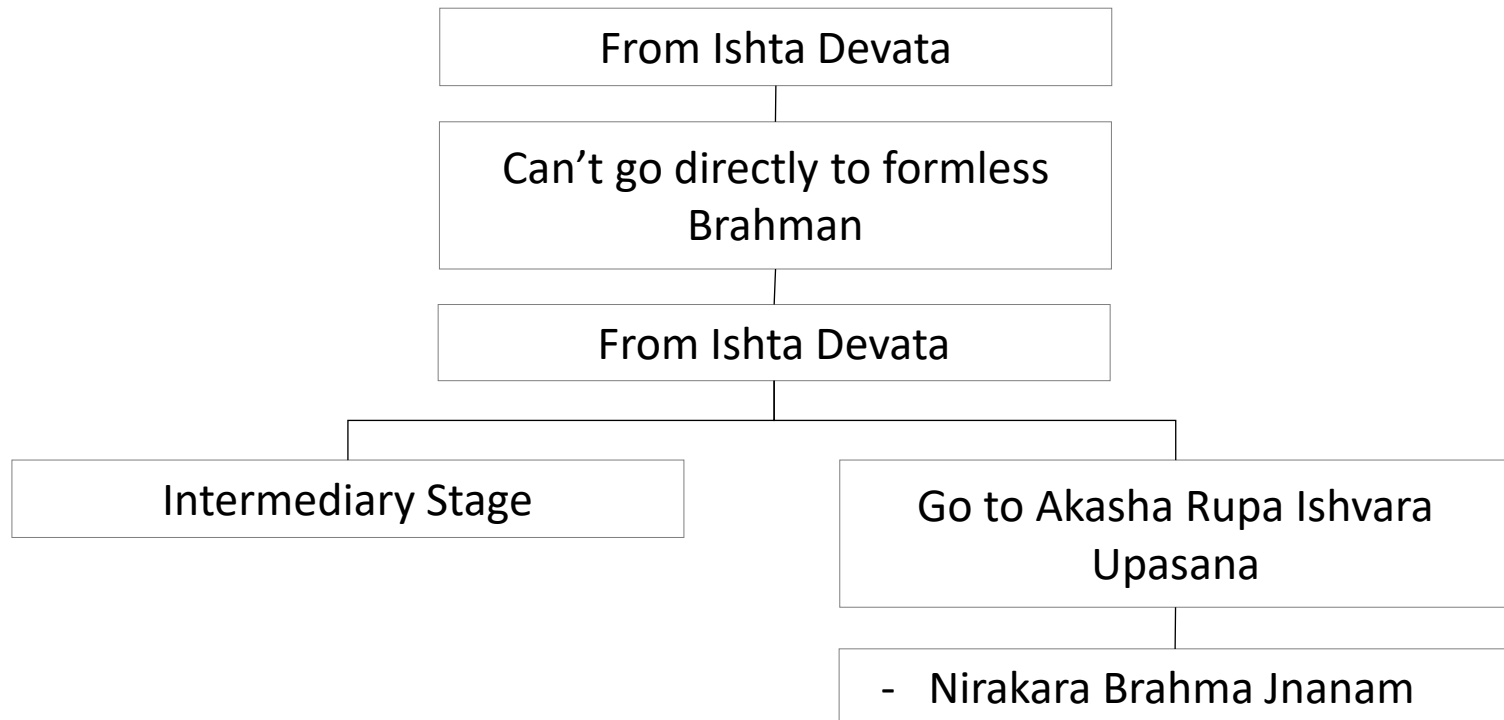 From Ishta Devata
Can’t go directly to formless
Brahman
From Ishta Devata
Intermediary Stage
Go to Akasha Rupa Ishvara
Upasana
- Nirakara Brahma Jnanam